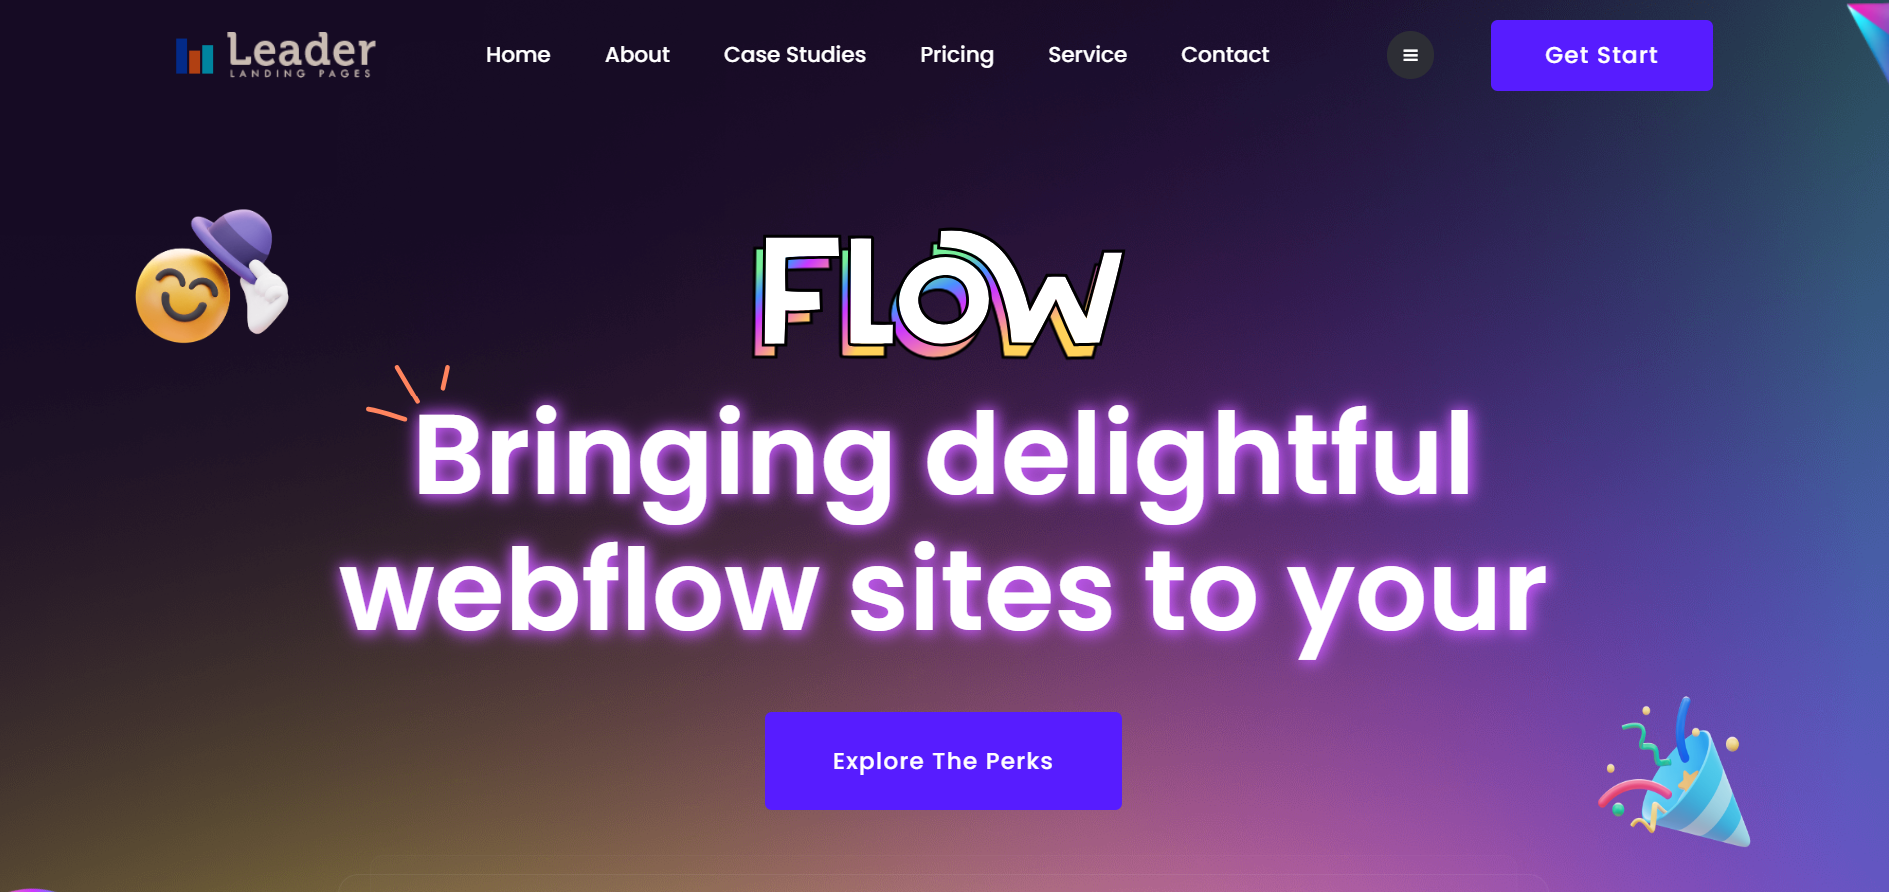 Leader
LANDING PAGES
Home About Case Studies Pricing Service Contact
Get Start
FLOW
Bringing delightful
webflow sites to your
Explore The Perks